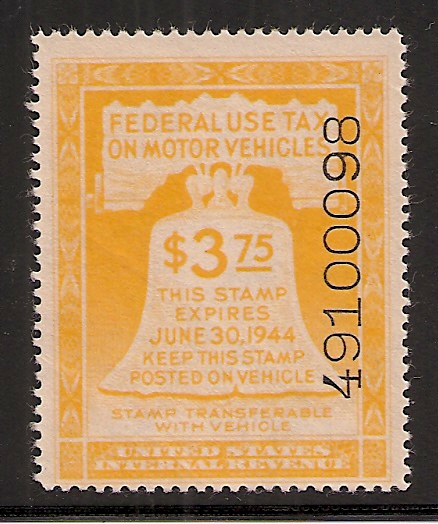 FEDERAL USE TAX
ON MOTOR VEHICLES
$3 75
THIS STAMP
EXPIRES
JUNE 30, 1944
KEEP THIS STAMP
POSTED ON VEHICLE
STAMP TRANSFERABLE
WITH VEHICLE
UNITED STATES
INTERNAL REVENUE
49100098